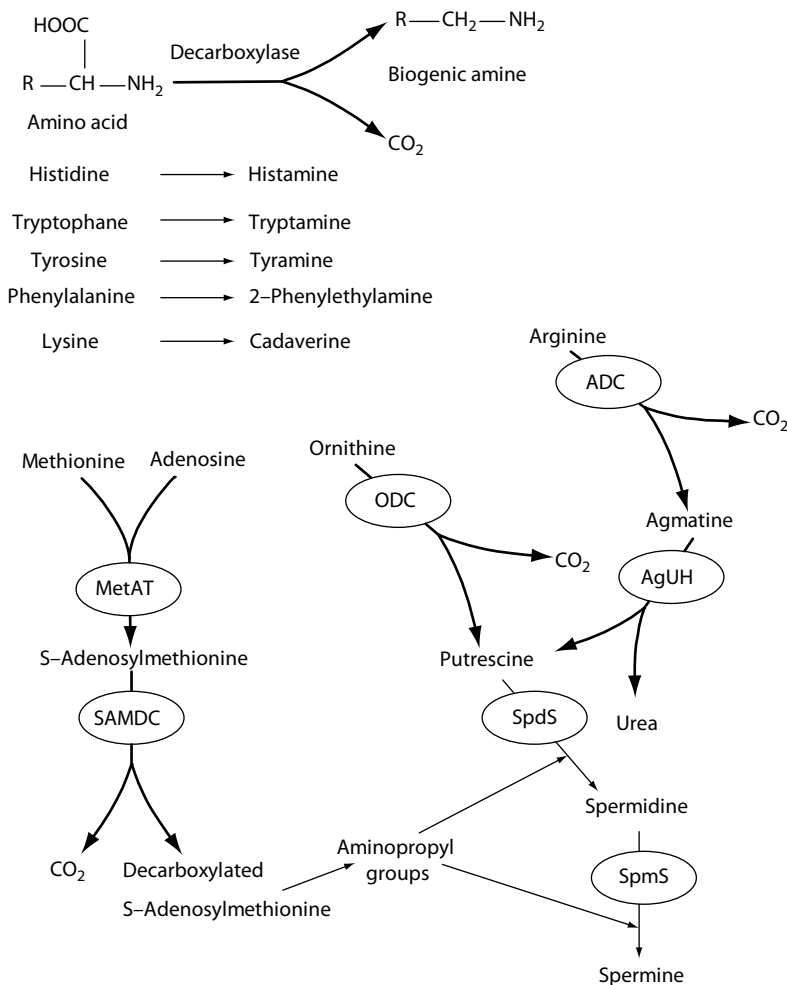 HOOC
R—CH—NH₂
Amino acid
Decarboxylase
R—CH₂—NH₂
Biogenic amine
CO₂
Histidine Histamine
Tryptophane Tryptamine
Tyrosine Tyramine
Phenylalanine 2–Phenylethylamine
Lysine Cadaverine
Arginine
ADC
CO₂
Agmatine
AgUH
Urea
Ornithine
ODC
CO₂
Putrescine
SpdS
Spermidine
SpmS
Spermine
Methionine Adenosine
MetAT
S–Adenosylmethionine
SAMDC
CO₂
Decarboxylated
S–Adenosylmethionine
Aminopropyl
groups